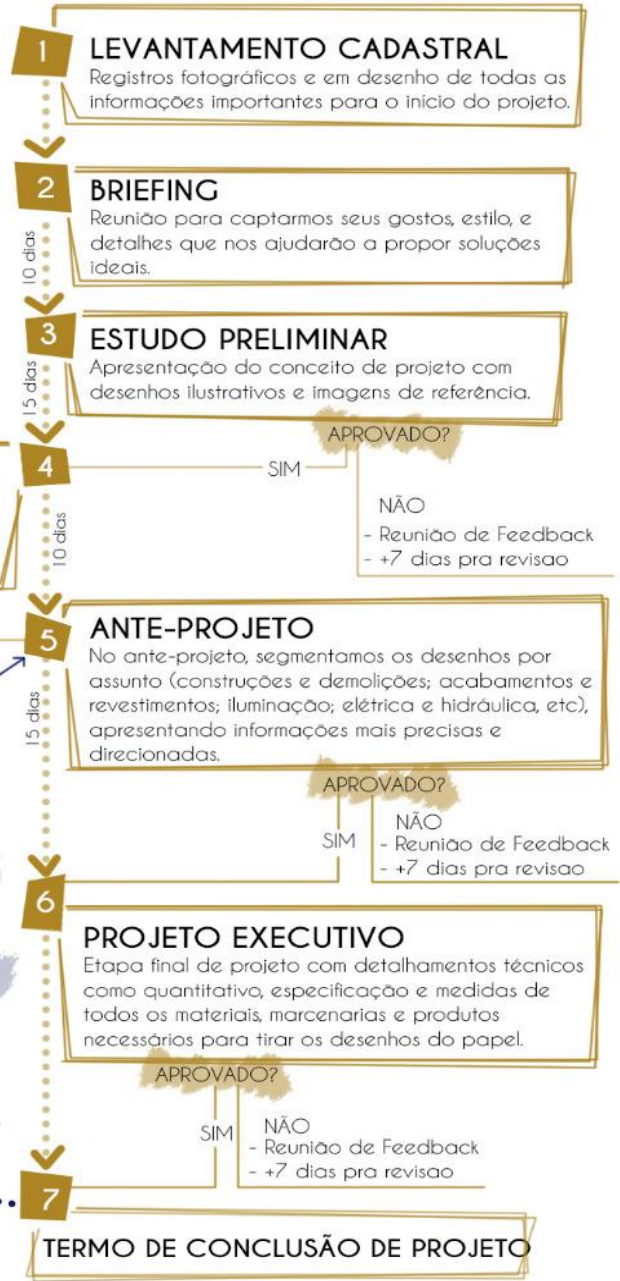 1
LEVANTAMENTO CADASTRAL
Registros fotográficos e em desenho de todas as
informações importantes para o início do projeto.
2
BRIEFING
Reunião para captarmos seus gostos, estilo, e
detalhes que nos ajudarão a propor soluções
ideais.
10 dias
3
ESTUDO PRELIMINAR
Apresentação do conceito de projeto com
desenhos ilustrativos e imagens de referência.
15 dias
APROVADO?
4
SIM
NÃO
- Reunião de Feedback
- +7 dias pra revisao
10 dias
5
ANTE-PROJETO
No ante-projeto, segmentamos os desenhos por
assunto (construções e demolições; acabamentos e
revestimentos; iluminação; elétrica e hidráulica, etc),
apresentando informações mais precisas e
direcionadas.
15 dias
APROVADO?
SIM
NÃO
- Reunião de Feedback
- +7 dias pra revisao
6
PROJETO EXECUTIVO
Etapa final de projeto com detalhamentos técnicos
como quantitativo, especificação e medidas de
todos os materiais, marcenarias e produtos
necessários para tirar os desenhos do papel.
APROVADO?
SIM
NÃO
- Reunião de Feedback
- +7 dias pra revisao
7
TERMO DE CONCLUSÃO DE PROJETO